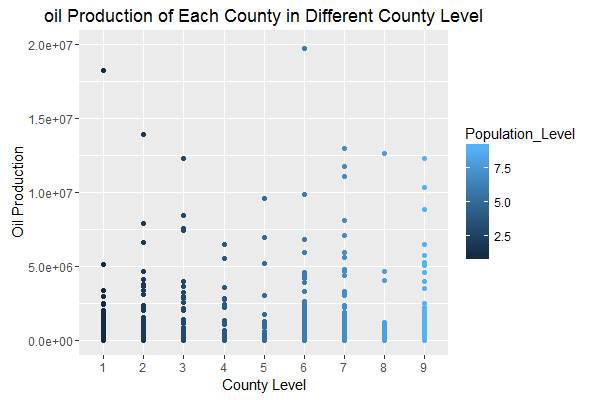 oil Production of Each County in Different County Level
2.0e+07
1.5e+07
1.0e+07
5.0e+06
0.0e+00
Oil Production
1 2 3 4 5 6 7 8 9
County Level
Population_Level
7.5
5.0
2.5